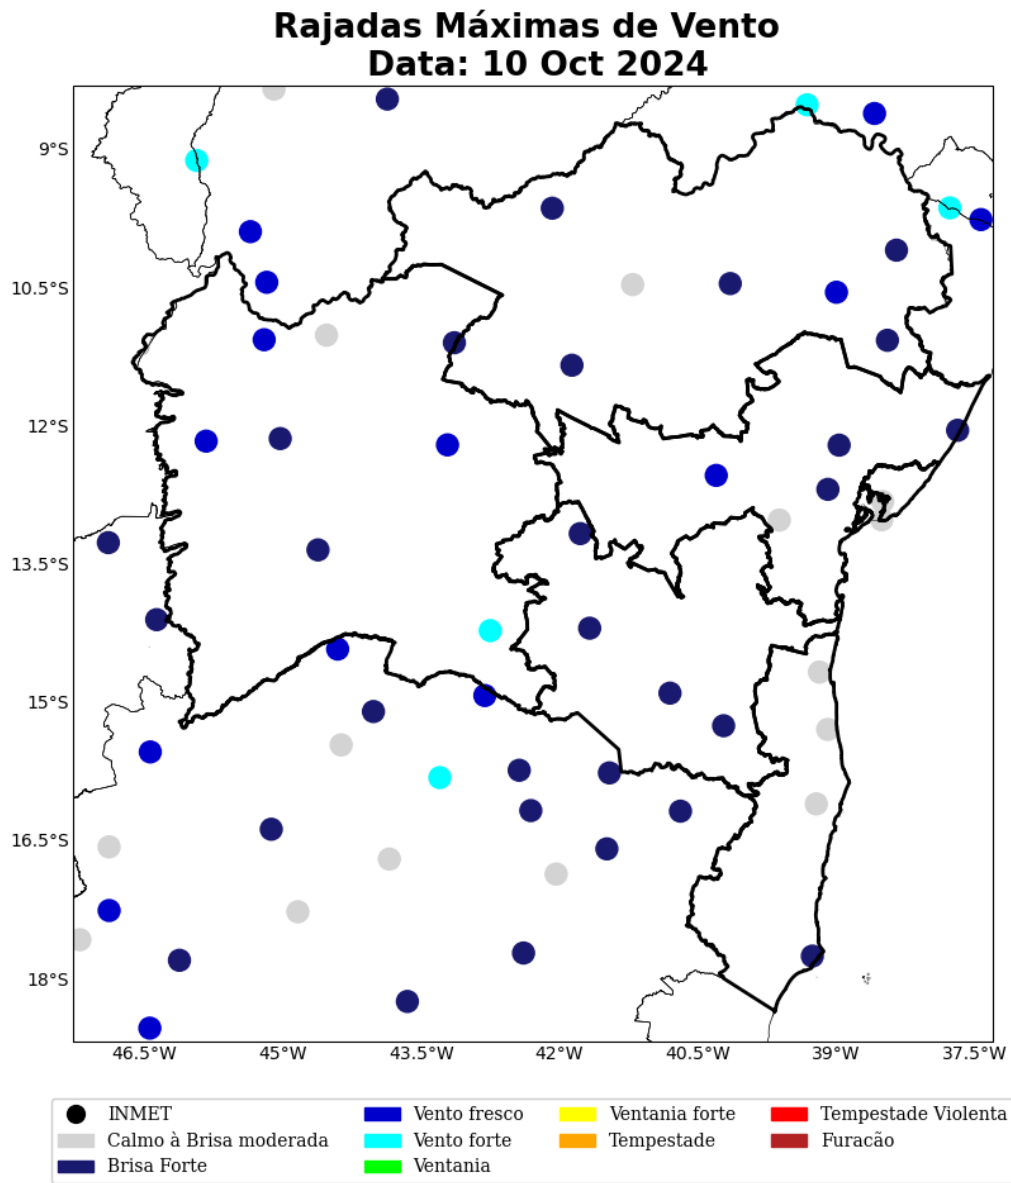 Rajadas Máximas de Vento
Data: 10 Oct 2024
9°S
10.5°S
12°S
13.5°S
15°S
16.5°S
18°S
46.5°W 45°W 43.5°W 42°W 40.5°W 39°W 37.5°W
INMET Vento fresco Ventania forte Tempestade Violenta
Calmo à Brisa moderada Vento forte Tempestade Furacão
Brisa Forte Ventania